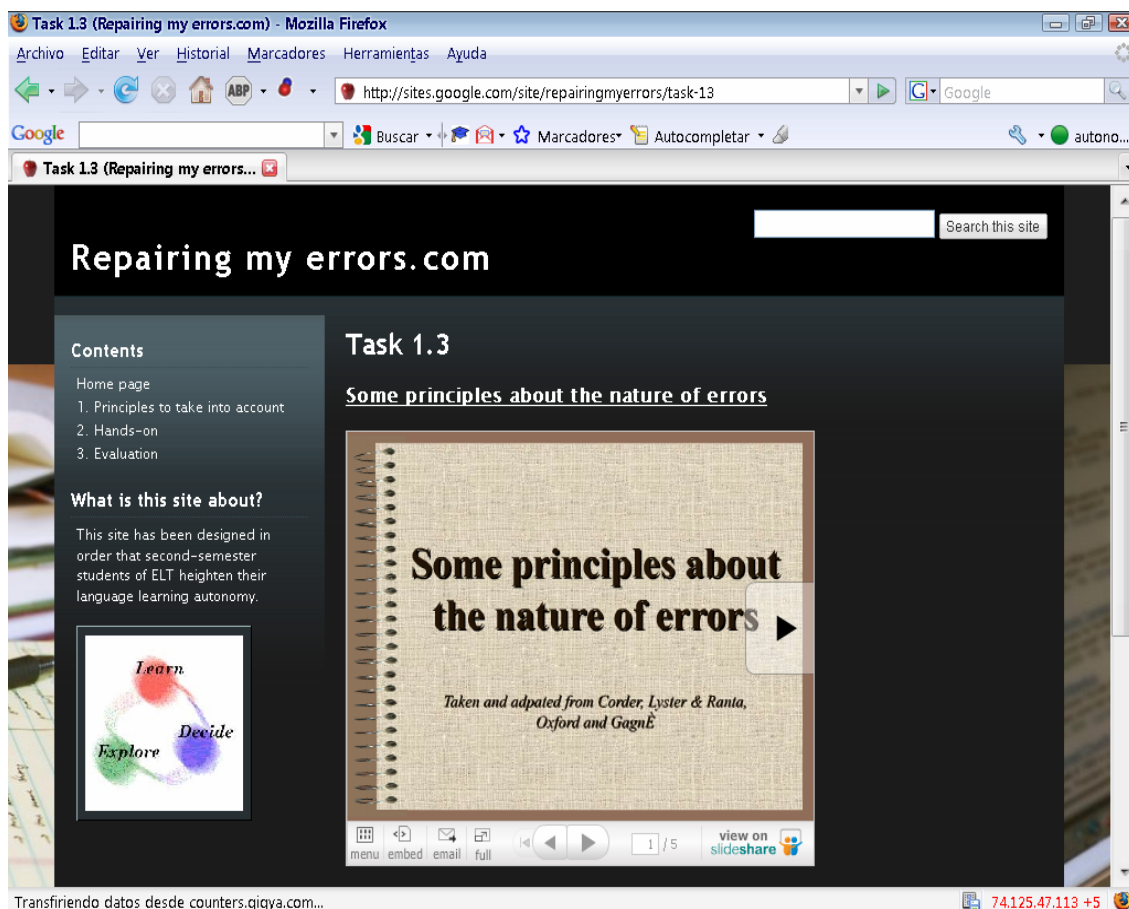 Task 1.3 (Repairing my errors.com) - Mozilla Firefox
Archivo Editar Ver Historial Marcadores Herramientas Ayuda
ABP http://sites.google.com/site/repairingmyerrors/task-13 G Google
Google Buscar Marcadores Autocompletar autono...
Task 1.3 (Repairing my errors...
Search this site
Repairing my errors.com
Contents
Home page
1. Principles to take into account
2. Hands-on
3. Evaluation
What is this site about?
This site has been designed in
order that second-semester
students of ELT heighten their
language learning autonomy.
Learn
Decide
Explore
Task 1.3
Some principles about the nature of errors
Some principles about
the nature of errors
Taken and adpated from Corder, Lyster & Ranta,
Oxford and GagnÈ
menu embed email full 1 / 5 view on slideshare
Transfiriendo datos desde counters.gigya.com... 74.125.47.113 +5